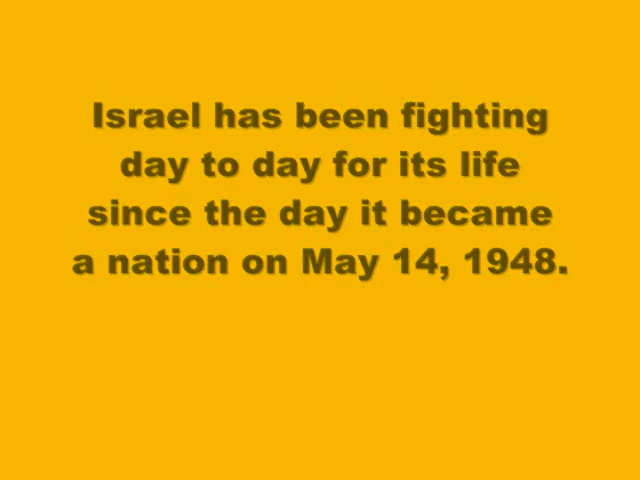 Israel has been fighting
day to day for its life
since the day it became
a nation on May 14, 1948.